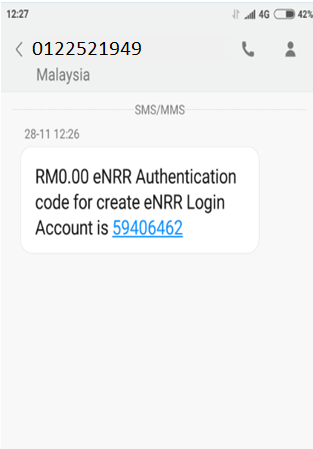 12:27 4G 42%
0122521949
Malaysia
SMS/MMS
28-11 12:26
RM0.00 eNRR Authentication
code for create eNRR Login
Account is 59406462